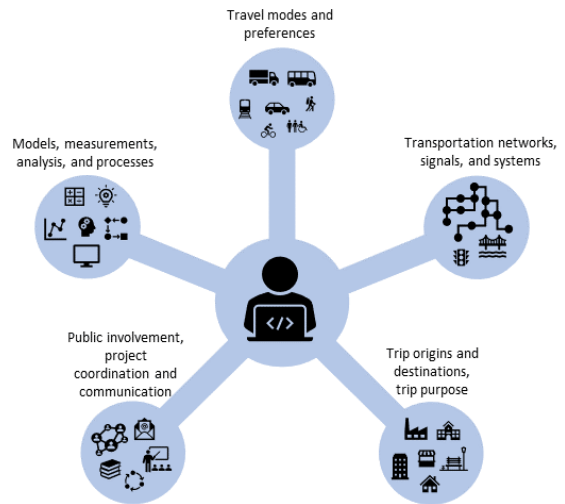 Travel modes and
preferences
Models, measurements,
analysis, and processes
Transportation networks,
signals, and systems
</>
Public involvement,
project
coordination and
communication
Trip origins and
destinations,
trip purpose